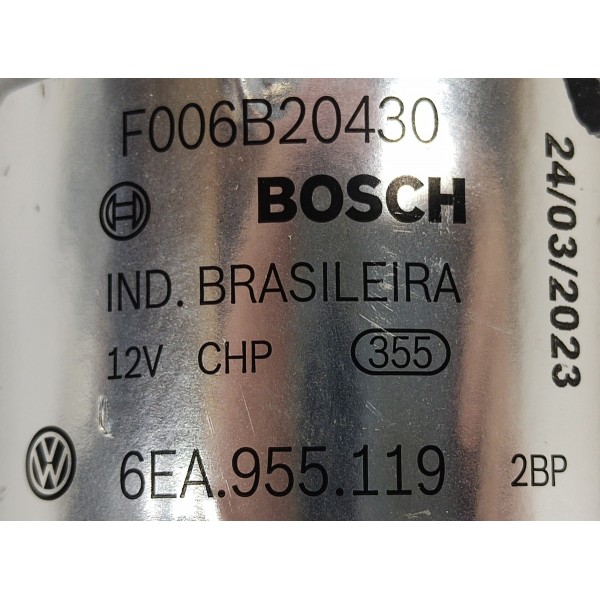 F006B20430
BOSCH
IND. BRASILEIRA
12V CHP 355
6EA.955.119 2BP
24/03/2023